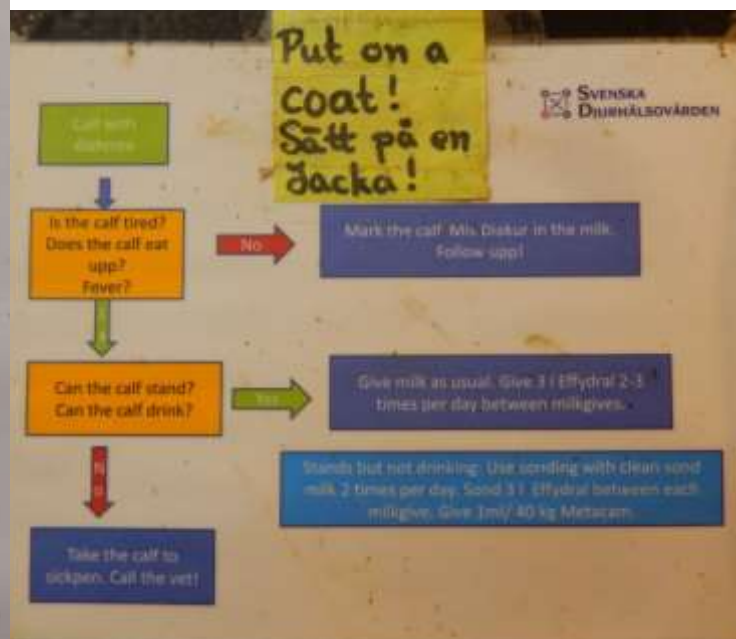 Put on a
coat!
Sätt på en
Jacka!
SVENSKA
DJURHÄLSOVÅRDEN
Calf with
diahrrea
Is the calf tired?
Does the calf eat
upp?
Fever?
No
Mark the calf. Mix Diakur in the milk.
Follow upp!
Can the calf stand?
Can the calf drink?
Yes
Give milk as usual. Give 3 l Effydral 2-3
times per day between milkgives.
Stands but not drinking: Use sonding with clean sond
milk 2 times per day. Sond 3 l Effydral between each
milkgive. Give 1ml/ 40 kg Metacam.
No
Take the calf to
sickpen. Call the vet!